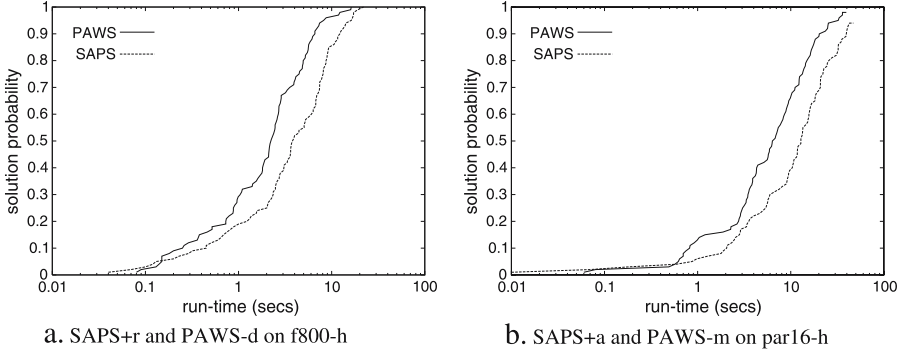 1
0.9
0.8
0.7
0.6
0.5
0.4
0.3
0.2
0.1
0
solution probability
PAWS
SAPS
0.01 0.1 1 10 100
run-time (secs)
a. SAPS+r and PAWS-d on f800-h
1
0.9
0.8
0.7
0.6
0.5
0.4
0.3
0.2
0.1
0
solution probability
PAWS
SAPS
0.01 0.1 1 10 100
run-time (secs)
b. SAPS+a and PAWS-m on par16-h